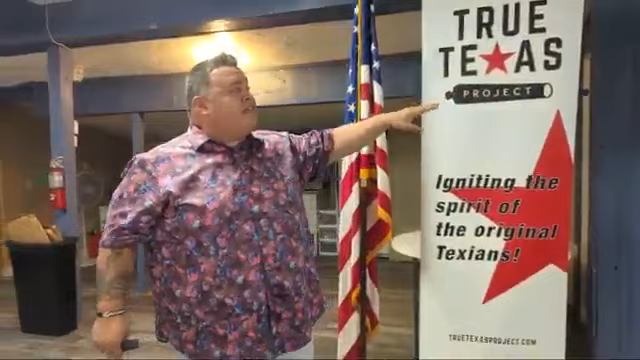 TRUE
TEXAS
PROJECT
Igniting the
spirit of
the original
Texians!
TRUETEXASPROJECT.COM